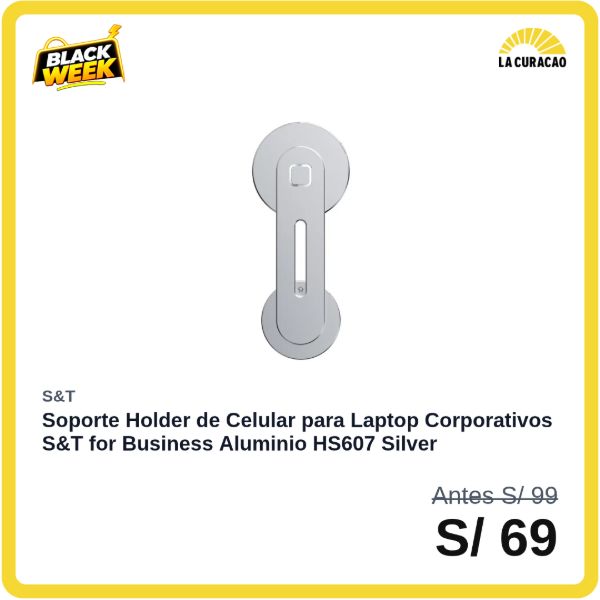 BLACK
WEEK
LA CURACAO
S&T
Soporte Holder de Celular para Laptop Corporativos
S&T for Business Aluminio HS607 Silver
Antes S/ 99
S/ 69